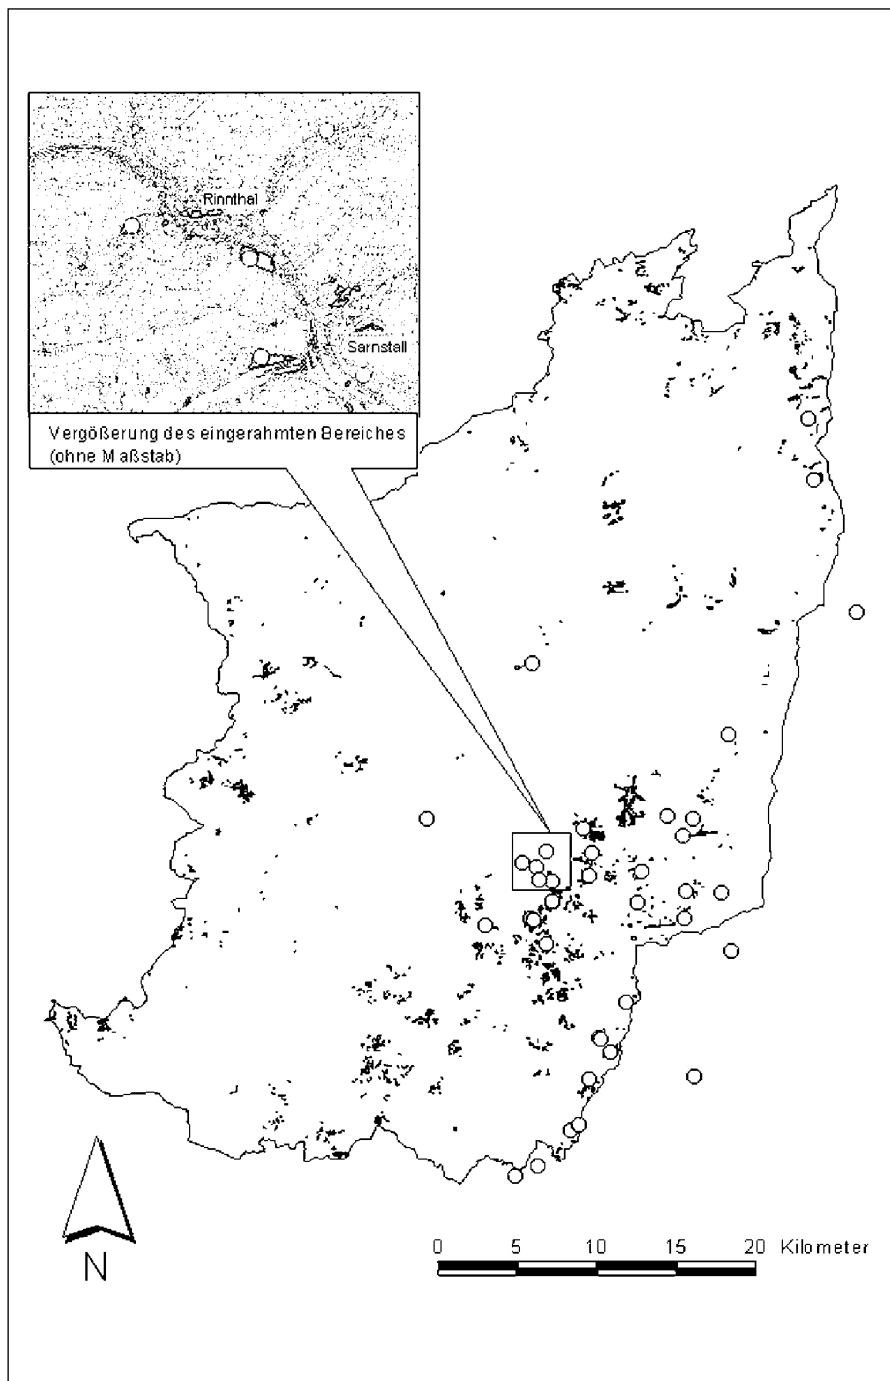 Rinnthal
Sarnstall
Vergößerung des eingerahmten Bereiches
(ohne Maßstab)
N
0 5 10 15 20 Kilometer